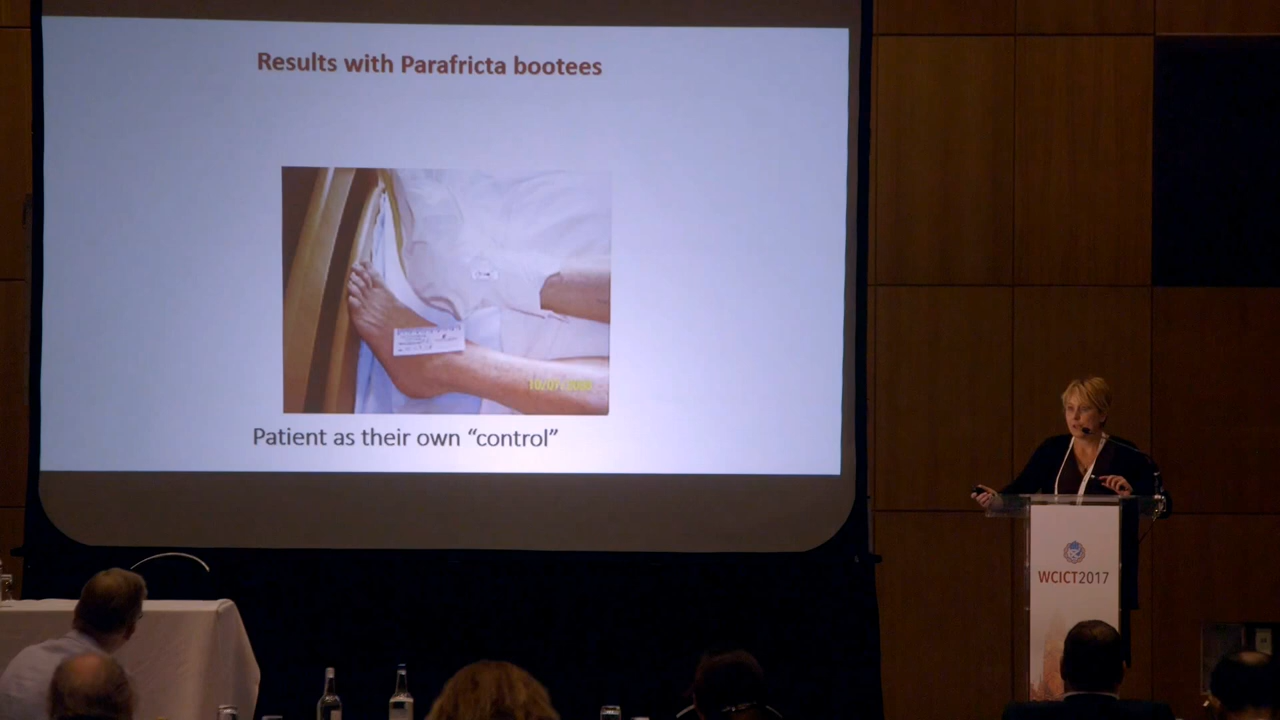 Results with Parafricta bootees
Patient as their own “control”
WCICT2017